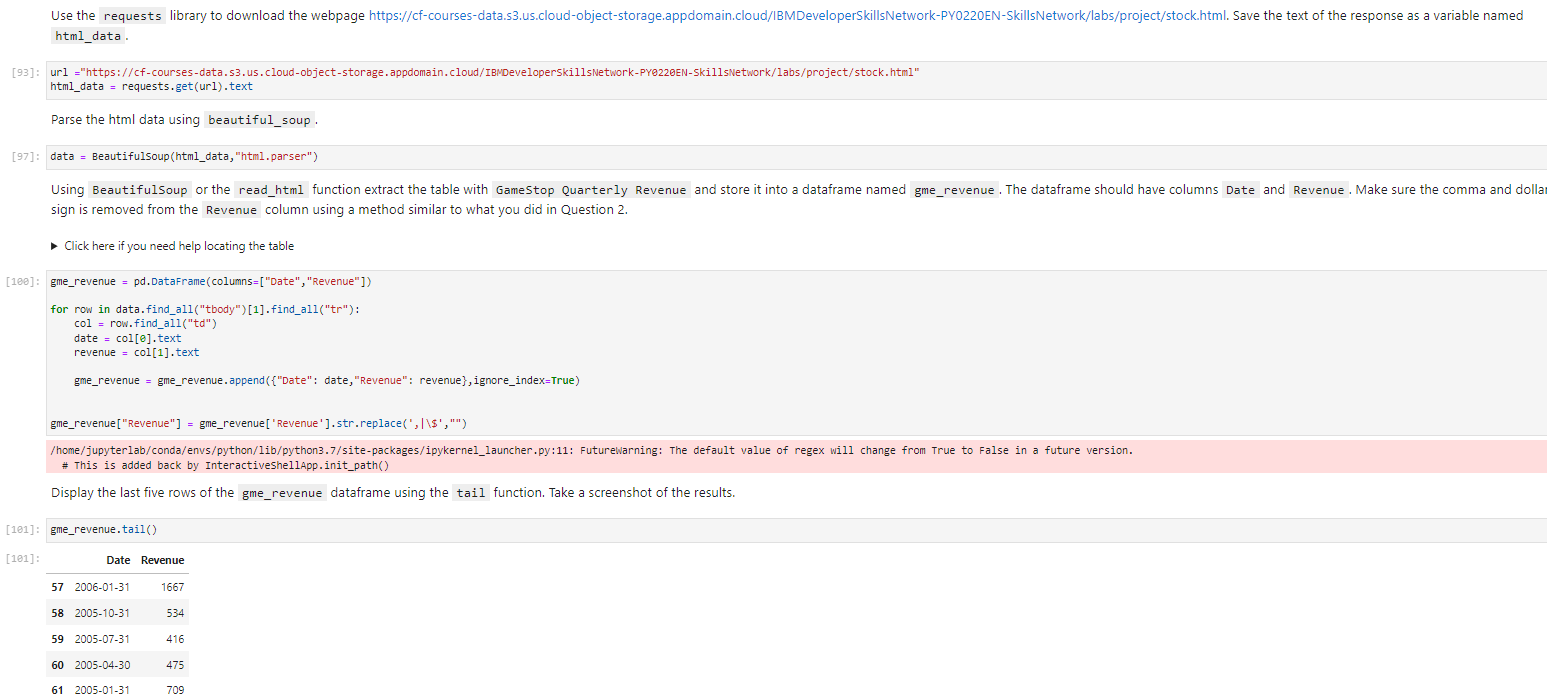 Use the requests library to download the webpage https://cf-courses-data.s3.us.cloud-object-storage.appdomain.cloud/IBMDeveloperSkillsNetwork-PY0220EN-SkillsNetwork/labs/project/stock.html. Save the text of the response as a variable named
html_data.
[93]: url ="https://cf-courses-data.s3.us.cloud-object-storage.appdomain.cloud/IBMDeveloperSkillsNetwork-PY0220EN-SkillsNetwork/labs/project/stock.html"
html_data = requests.get(url).text
Parse the html data using beautiful_soup.
[97]: data = BeautifulSoup(html_data,"html.parser")
Using BeautifulSoup or the read_html function extract the table with GameStop Quarterly Revenue and store it into a dataframe named gme_revenue. The dataframe should have columns Date and Revenue. Make sure the comma and dollar
sign is removed from the Revenue column using a method similar to what you did in Question 2.
▶ Click here if you need help locating the table
[100]: gme_revenue = pd.DataFrame(columns=["Date","Revenue"])
for row in data.find_all("tbody")[1].find_all("tr"):
    col = row.find_all("td")
    date = col[0].text
    revenue = col[1].text
    gme_revenue = gme_revenue.append({"Date": date,"Revenue": revenue},ignore_index=True)
gme_revenue["Revenue"] = gme_revenue['Revenue'].str.replace(',|\$',"")
/home/jupyterlab/conda/envs/python/lib/python3.7/site-packages/ipykernel_launcher.py:11: FutureWarning: The default value of regex will change from True to False in a future version.
  # This is added back by InteractiveShellApp.init_path()
Display the last five rows of the gme_revenue dataframe using the tail function. Take a screenshot of the results.
[101]: gme_revenue.tail()
[101]: Date Revenue
57 2006-01-31 1667
58 2005-10-31 534
59 2005-07-31 416
60 2005-04-30 475
61 2005-01-31 709